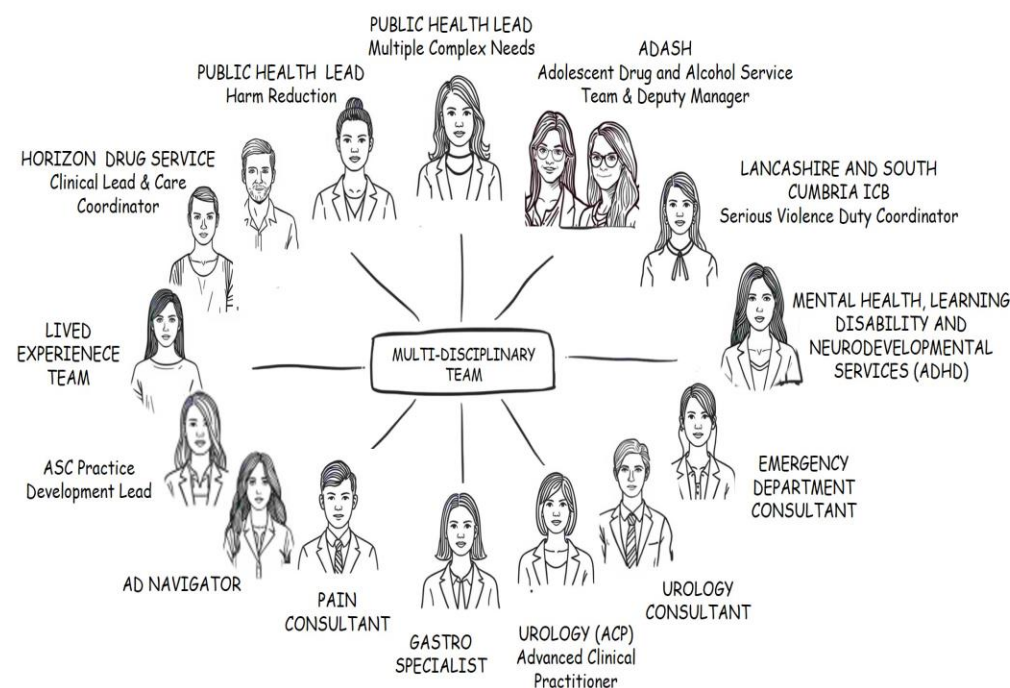 PUBLIC HEALTH LEAD
Multiple Complex Needs
ADASH
Adolescent Drug and Alcohol Service
Team & Deputy Manager
PUBLIC HEALTH LEAD
Harm Reduction
HORIZON DRUG SERVICE
Clinical Lead & Care
Coordinator
LANCASHIRE AND SOUTH
CUMBRIA ICB
Serious Violence Duty Coordinator
MENTAL HEALTH, LEARNING
DISABILITY AND
NEURODEVELOPMENTAL
SERVICES (ADHD)
LIVED
EXPERIENECE
TEAM
MULTI-DISCIPLINARY
TEAM
ASC Practice
Development Lead
EMERGENCY
DEPARTMENT
CONSULTANT
AD NAVIGATOR
PAIN
CONSULTANT
GASTRO
SPECIALIST
UROLOGY (ACP)
Advanced Clinical
Practitioner
UROLOGY
CONSULTANT